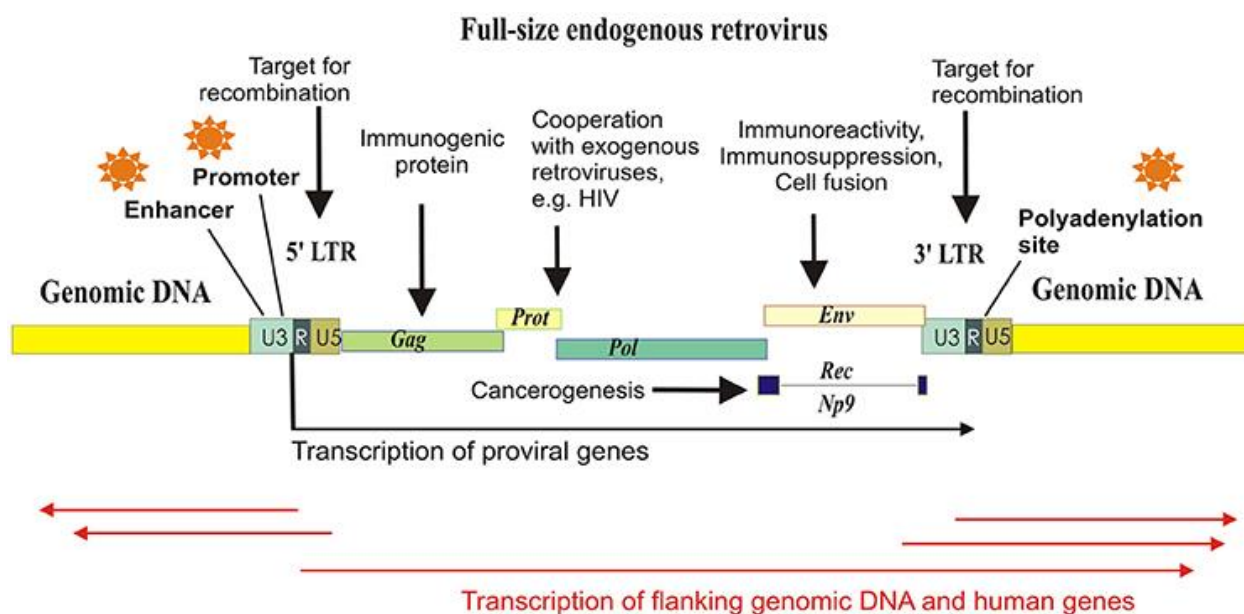 Full-size endogenous retrovirus
Target for
recombination
Immunogenic
protein
Cooperation
with exogenous
retroviruses,
e.g. HIV
Immunoreactivity,
Immunosuppression,
Cell fusion
Target for
recombination
Promoter
Enhancer
5' LTR
3' LTR
Polyadenylation
site
Genomic DNA
Genomic DNA
U3 R U5
Gag
Prot
Pol
Env
U3 R U5
Cancerogenesis
Rec
Np9
Transcription of proviral genes
Transcription of flanking genomic DNA and human genes